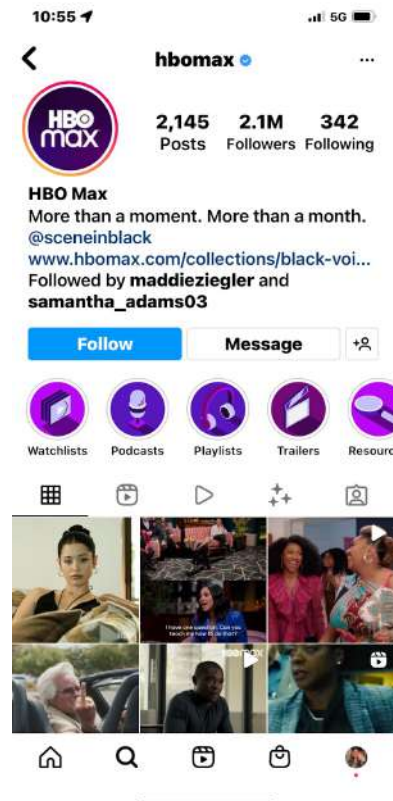 10:55
5G
hbomax
HBO
max
2,145 2.1M 342
Posts Followers Following
HBO Max
More than a moment. More than a month.
@sceneinblack
www.hbomax.com/collections/black-voi...
Followed by maddieziegler and
samantha_adams03
Follow Message
Watchlists Podcasts Playlists Trailers Resourc
I have one question. Can you
teach me how to do that?
HBOMAX